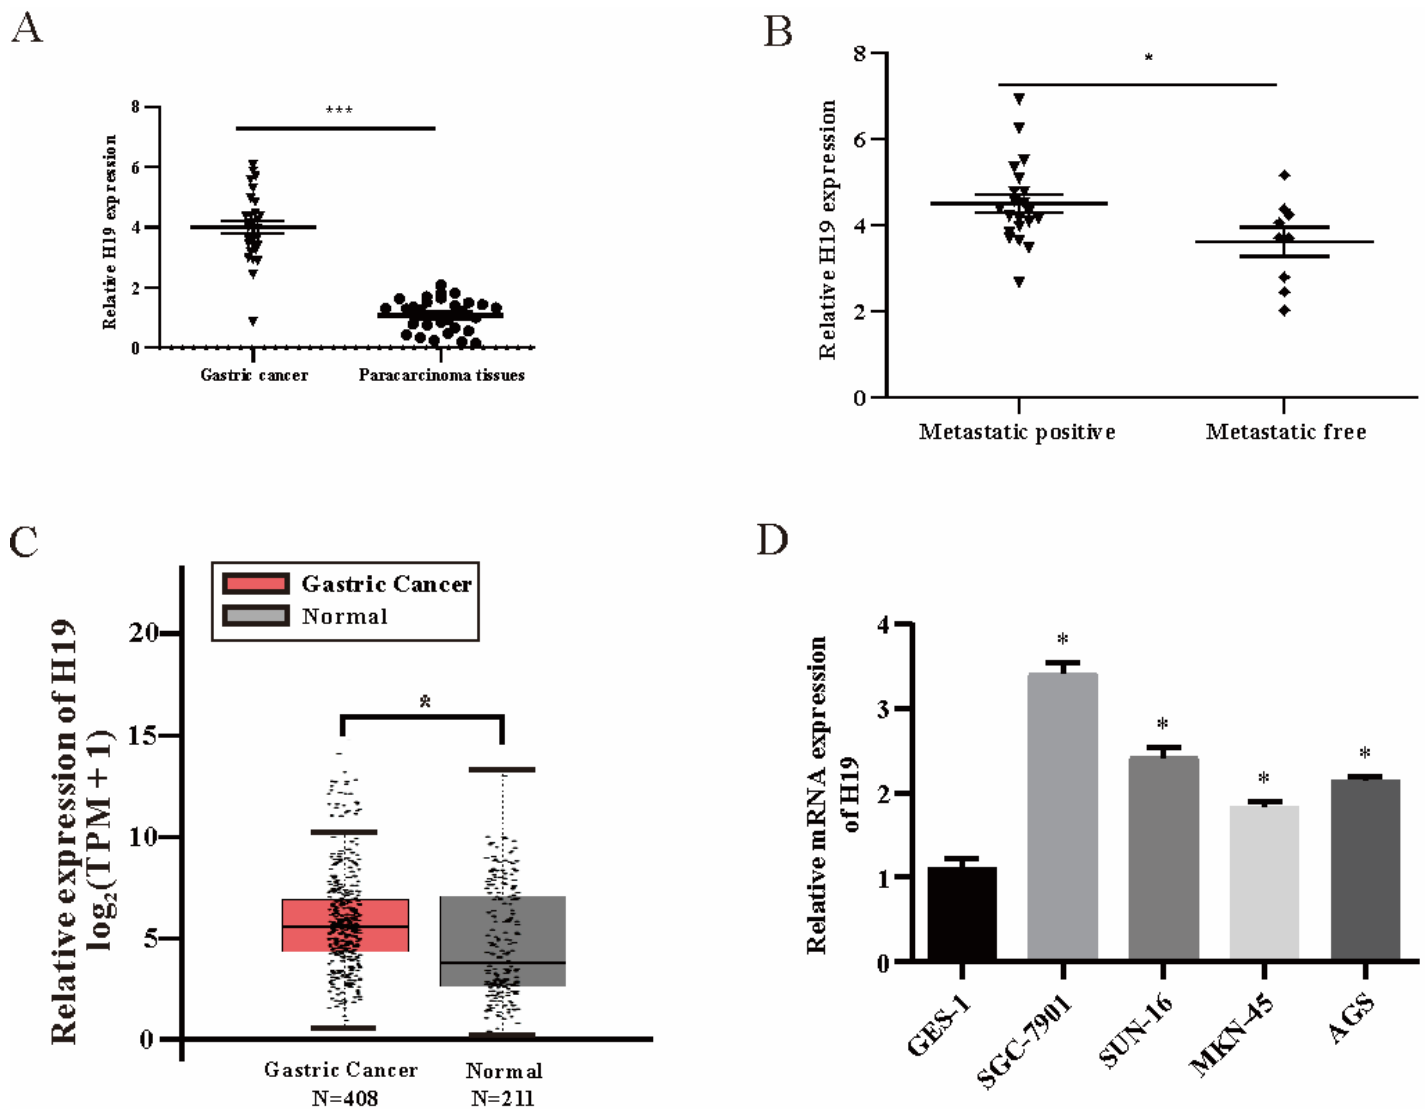 A
8
6
4
2
0
Relative H19 expression
***
Gastric cancer
Paracarcinoma tissues
B
8
6
4
2
0
Relative H19 expression
*
Metastatic positive
Metastatic free
C
Gastric Cancer
Normal
20
15
10
5
0
Relative expression of H19
log₂(TPM+1)
*
Gastric Cancer
N=408
Normal
N=211
D
4
3
2
1
0
Relative mRNA expression
of H19
*
*
*
*
GES-1
SGC-7901
SUN-16
MKN-45
AGS